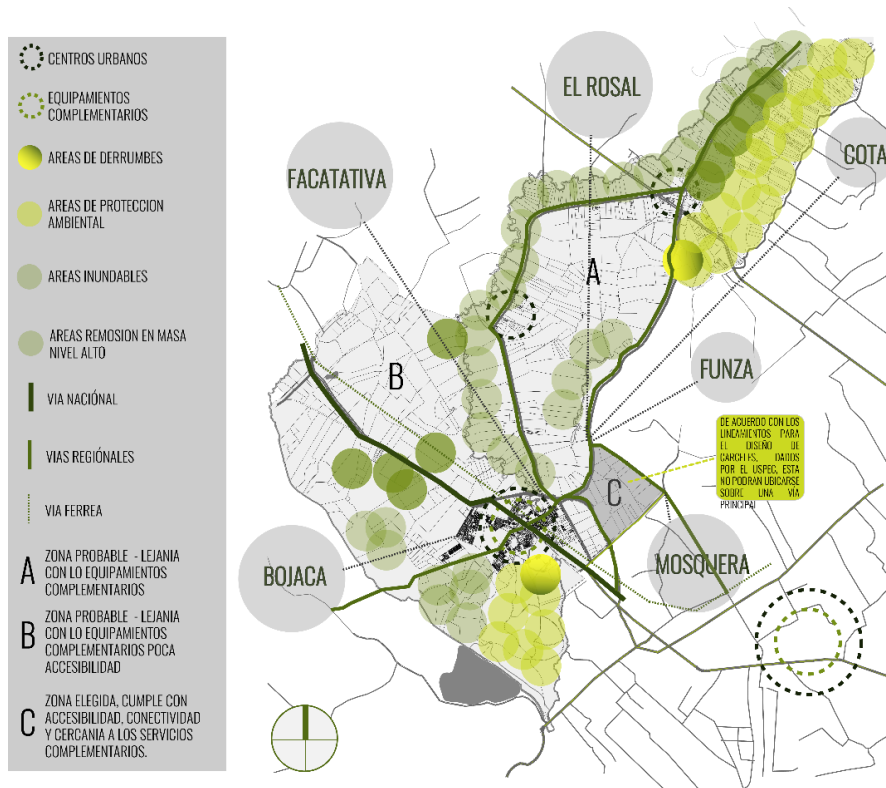 CENTROS URBANOS
EQUIPAMIENTOS
COMPLEMENTARIOS
AREAS DE DERRUMBES
AREAS DE PROTECCION
AMBIENTAL
AREAS INUNDABLES
AREAS REMOSION EN MASA
NIVEL ALTO
VIA NACIÓNAL
VIAS REGIÓNALES
VIA FERREA
A
ZONA PROBABLE - LEJANIA
CON LO EQUIPAMIENTOS
COMPLEMENTARIOS
B
ZONA PROBABLE - LEJANIA
CON LO EQUIPAMIENTOS
COMPLEMENTARIOS POCA
ACCESIBILIDAD
C
ZONA ELEGIDA, CUMPLE CON
ACCESIBILIDAD, CONECTIVIDAD
Y CERCANIA A LOS SERVICIOS
COMPLEMENTARIOS.
EL ROSAL
COTA
FACATATIVA
A
B
FUNZA
DE ACUERDO CON LOS
LINEAMIENTOS PARA
EL DISEÑO DE
CARCELES, DADOS
POR EL USPEC, ESTA
NO PODRAN UBICARSE
SOBRE UNA VÍA
PRINCIPAL
C
MOSQUERA
BOJACA